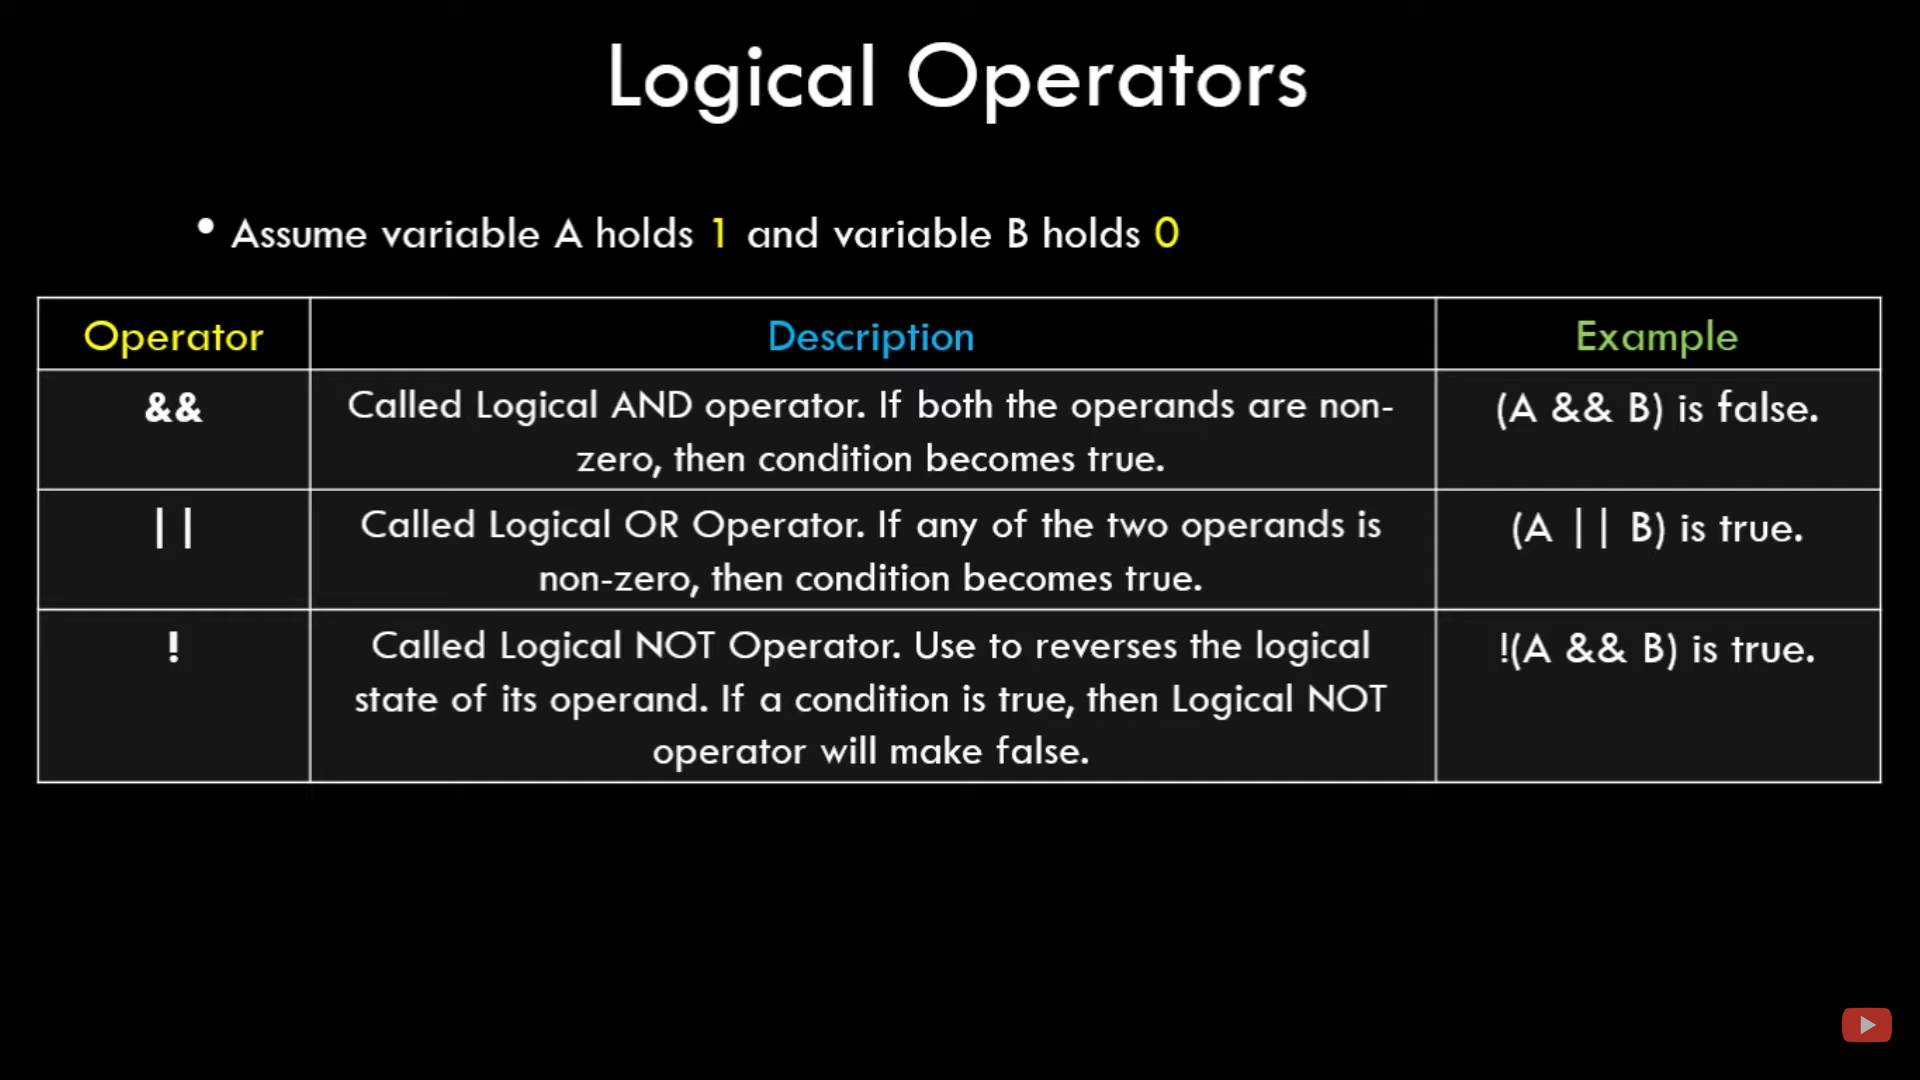 Logical Operators
• Assume variable A holds 1 and variable B holds 0
Operator
Description
Example
&&
Called Logical AND operator. If both the operands are non-
zero, then condition becomes true.
(A && B) is false.
||
Called Logical OR Operator. If any of the two operands is
non-zero, then condition becomes true.
(A || B) is true.
!
Called Logical NOT Operator. Use to reverses the logical
state of its operand. If a condition is true, then Logical NOT
operator will make false.
!(A && B) is true.